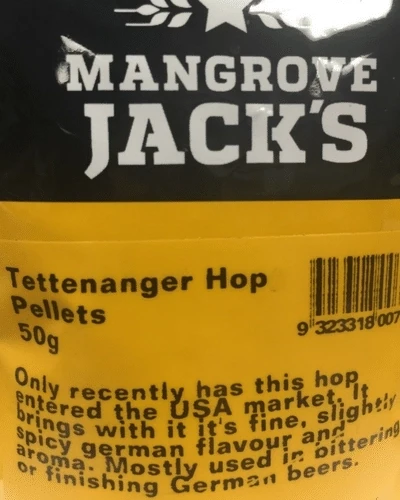 MANGROVE
JACK'S
Tettenanger Hop
Pellets
50g
9 323318 007
Only recently has this hop
entered the USA market. It
brings with it it's fine, slightly
spicy german flavour and
aroma. Mostly used in bittering
or finishing German beers.